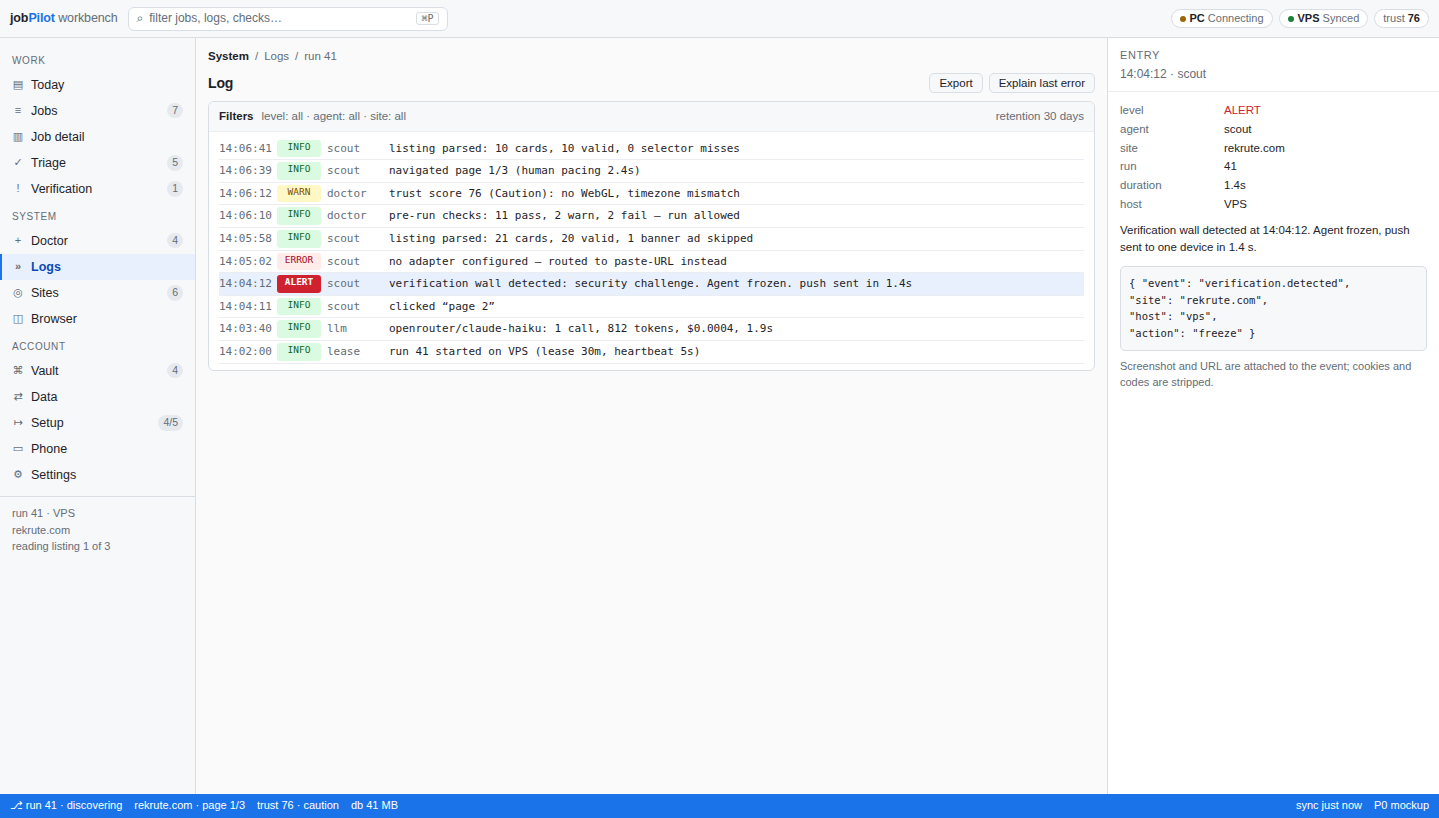 jobPilot workbench
⌕ filter jobs, logs, checks… ⌘P
PC Connecting
VPS Synced
trust 76
WORK
▤ Today
≡ Jobs 7
▥ Job detail
✓ Triage 5
! Verification 1
SYSTEM
+ Doctor 4
» Logs
◎ Sites 6
◫ Browser
ACCOUNT
⌘ Vault 4
⇄ Data
↦ Setup 4/5
▭ Phone
⚙ Settings
run 41 · VPS
rekrute.com
reading listing 1 of 3
System / Logs / run 41
Log
Export
Explain last error
Filters level: all · agent: all · site: all retention 30 days
14:06:41 INFO scout listing parsed: 10 cards, 10 valid, 0 selector misses
14:06:39 INFO scout navigated page 1/3 (human pacing 2.4s)
14:06:12 WARN doctor trust score 76 (Caution): no WebGL, timezone mismatch
14:06:10 INFO doctor pre-run checks: 11 pass, 2 warn, 2 fail — run allowed
14:05:58 INFO scout listing parsed: 21 cards, 20 valid, 1 banner ad skipped
14:05:02 ERROR scout no adapter configured — routed to paste-URL instead
14:04:12 ALERT scout verification wall detected: security challenge. Agent frozen. push sent in 1.4s
14:04:11 INFO scout clicked “page 2”
14:03:40 INFO llm openrouter/claude-haiku: 1 call, 812 tokens, $0.0004, 1.9s
14:02:00 INFO lease run 41 started on VPS (lease 30m, heartbeat 5s)
ENTRY
14:04:12 · scout
level ALERT
agent scout
site rekrute.com
run 41
duration 1.4s
host VPS
Verification wall detected at 14:04:12. Agent frozen, push
sent to one device in 1.4 s.
{ "event": "verification.detected",
"site": "rekrute.com",
"host": "vps",
"action": "freeze" }
Screenshot and URL are attached to the event; cookies and
codes are stripped.
⎇ run 41 · discovering rekrute.com · page 1/3 trust 76 · caution db 41 MB sync just now P0 mockup